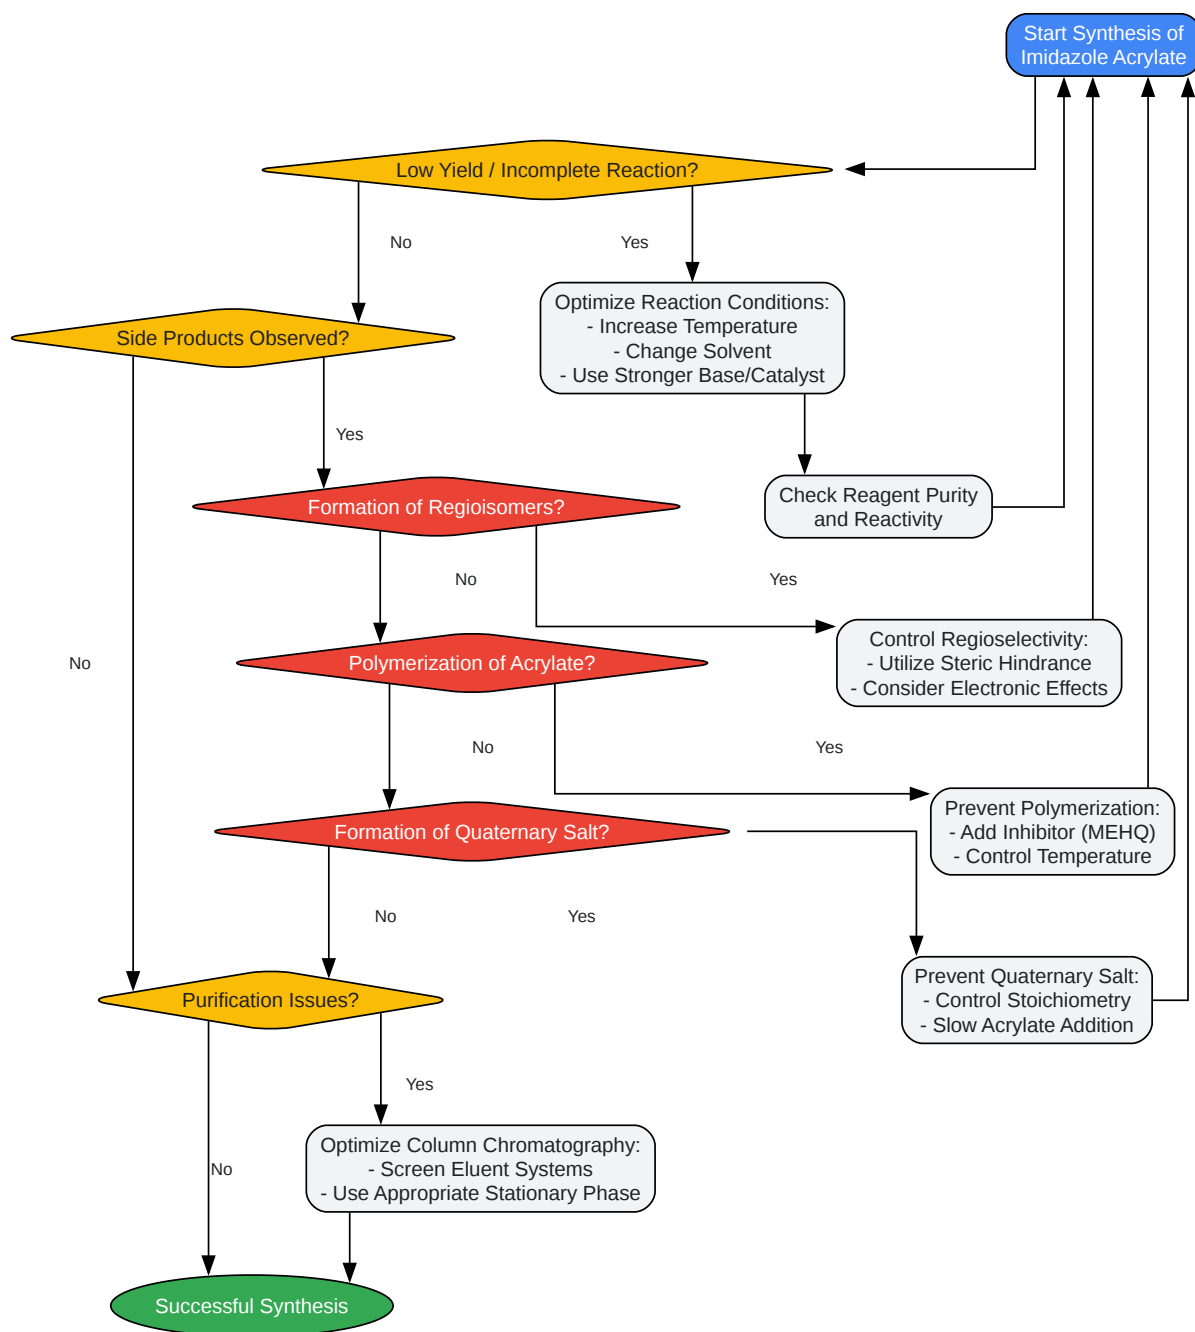 Start Synthesis of
Imidazole Acrylate
Low Yield / Incomplete Reaction?
No
Yes
Optimize Reaction Conditions:
- Increase Temperature
- Change Solvent
- Use Stronger Base/Catalyst
Side Products Observed?
Yes
Formation of Regioisomers?
Check Reagent Purity
and Reactivity
No
Yes
Control Regioselectivity:
- Utilize Steric Hindrance
- Consider Electronic Effects
No
Polymerization of Acrylate?
No
Yes
Prevent Polymerization:
- Add Inhibitor (MEHQ)
- Control Temperature
Formation of Quaternary Salt?
No
Yes
Prevent Quaternary Salt:
- Control Stoichiometry
- Slow Acrylate Addition
Purification Issues?
Yes
Optimize Column Chromatography:
- Screen Eluent Systems
- Use Appropriate Stationary Phase
No
Successful Synthesis